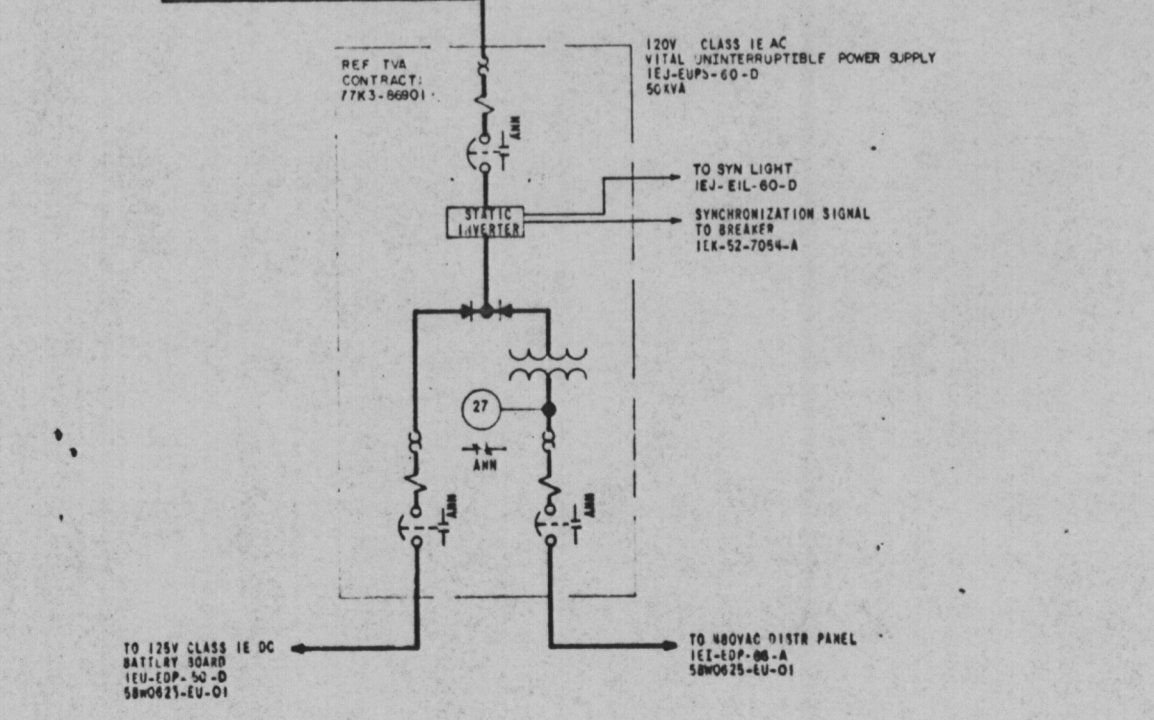 REF TVA
CONTRACT:
77K3-86901
120V CLASS IE AC
VITAL UNINTERRUPTIBLE POWER SUPPLY
IEJ-EUPS-60-D
50KVA
ANN
TO SYN LIGHT
IEJ-EIL-60-D
STATIC
INVERTER
SYNCHRONIZATION SIGNAL
TO BREAKER
IEK-52-7054-A
27
ANN
ANN
ANN
TO 125V CLASS IE DC
BATTERY BOARD
IEU-EDP-50-D
5BW0625-EU-01
TO 480VAC DISTR PANEL
IEI-EDP-86-A
5BW0625-EU-01